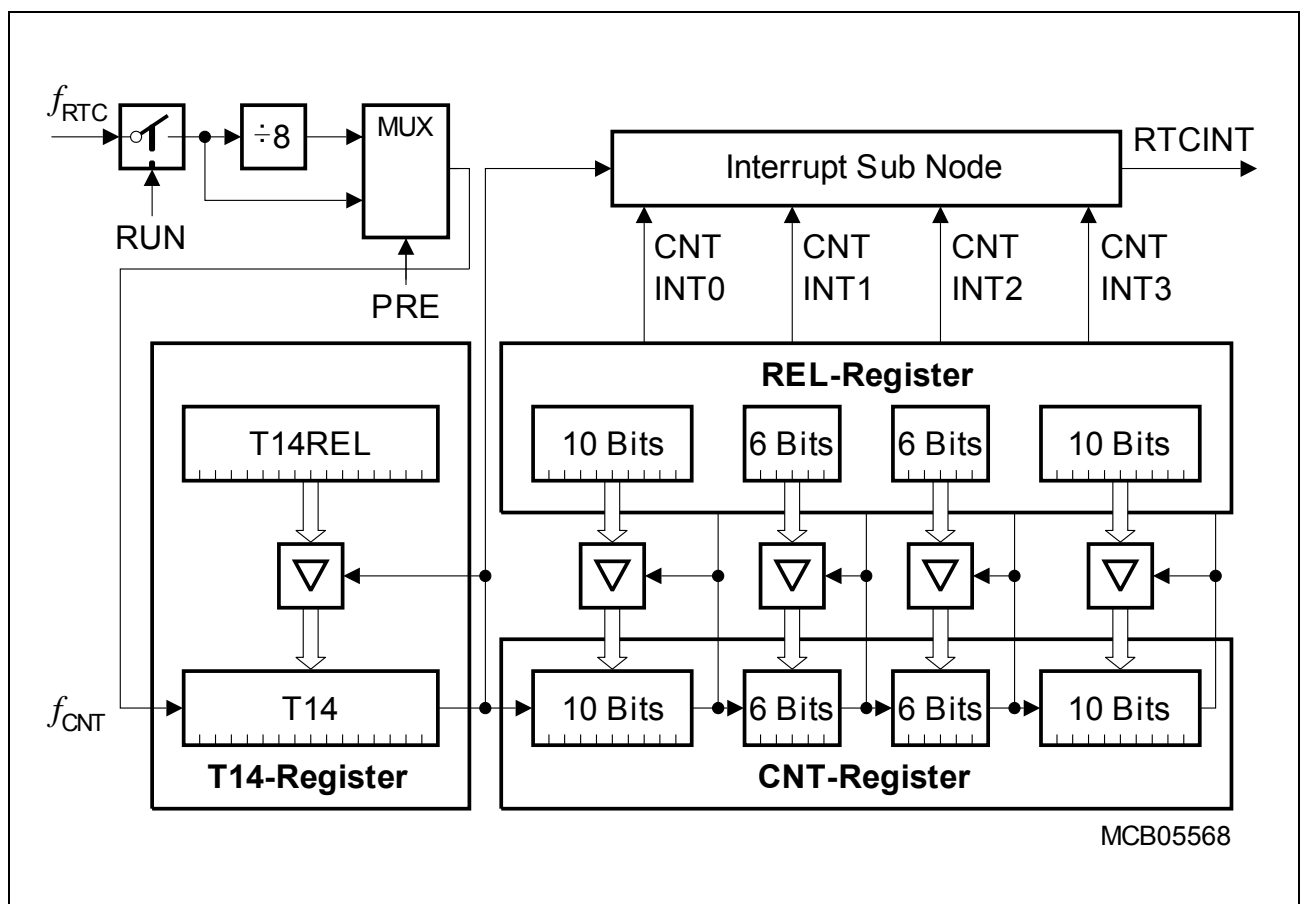 fRTC
÷8
MUX
RUN
PRE
Interrupt Sub Node
RTCINT
CNT INT0
CNT INT1
CNT INT2
CNT INT3
REL-Register
T14REL
10 Bits
6 Bits
6 Bits
10 Bits
fCNT
T14
10 Bits
6 Bits
6 Bits
10 Bits
T14-Register
CNT-Register
MCB05568